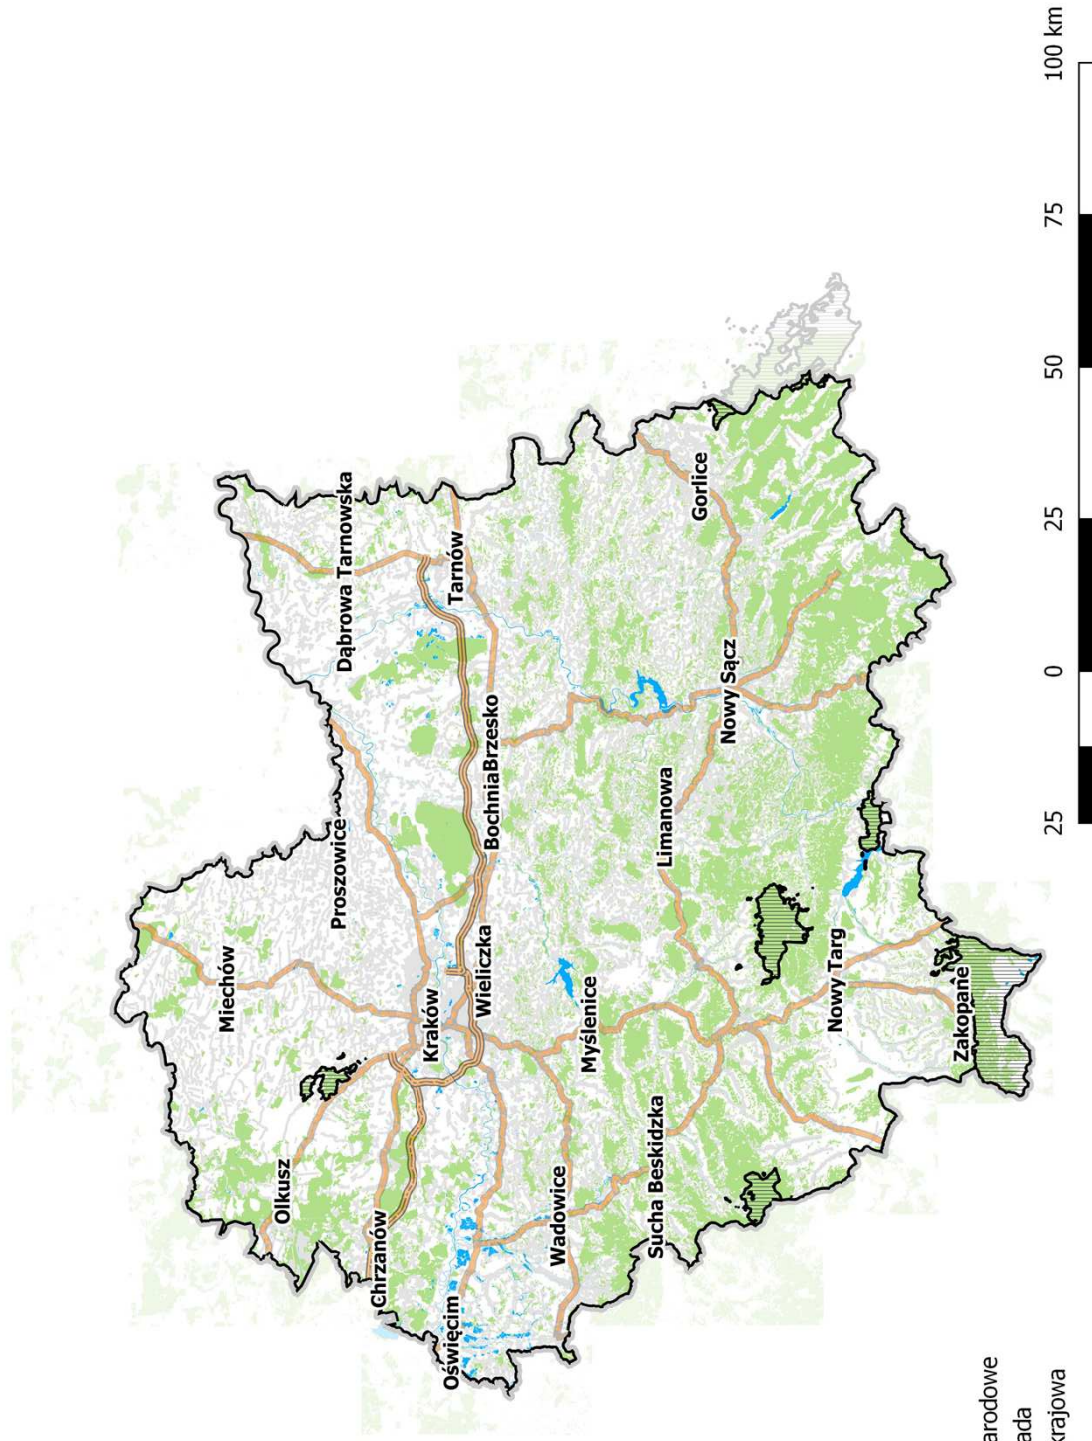 Miechów
Olkusz
Proszowice
Dąbrowa Tarnowska
Chrzanów
Kraków
Tarnów
Oświęcim
Wieliczka
Bochnia
Brzesko
Wadowice
Myślenice
Sucha Beskidzka
Limanowa
Gorlice
Nowy Sącz
Nowy Targ
Zakopane
arodowe
ada
krajowa
25
0
25
50
75
100 km